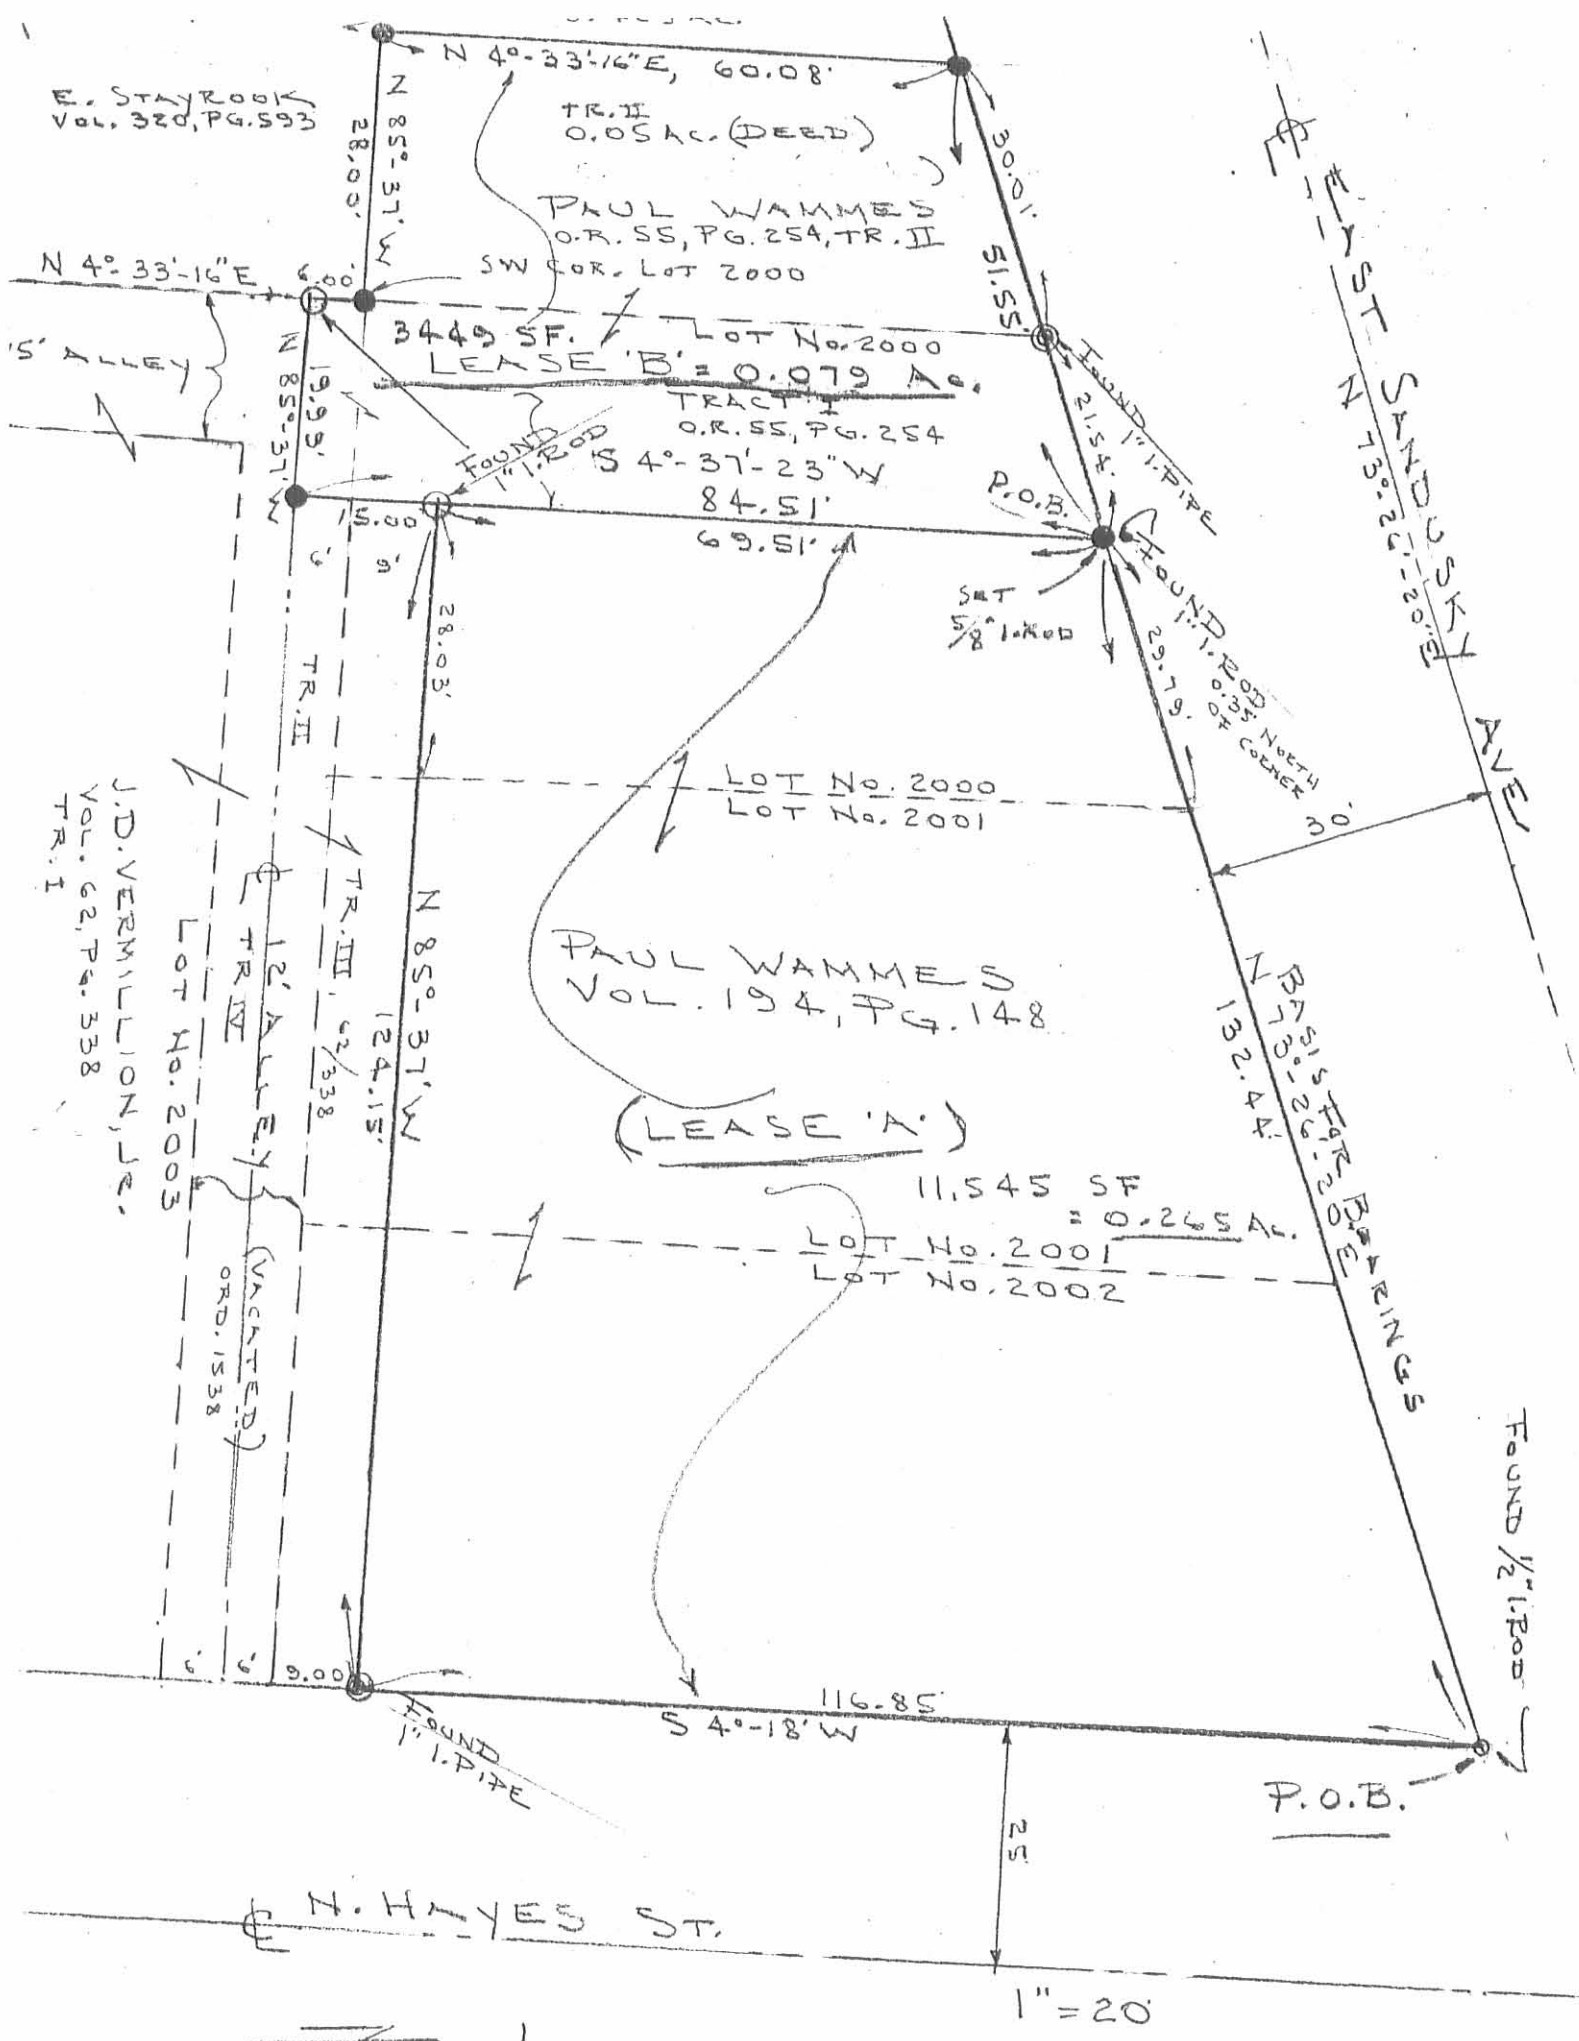 N 4°-33'-16"E, 60.08'
E. STAYROOK
VOL. 320, PG. 593
N 85°-37' W
28.00'
TR. II
0.05 AC. (DEED)
30.01'
PAUL WAMMES
O.R. 55, PG. 254, TR. II
51.55'
SW COR. LOT 2000
N 4°-33'-16"E
6.00'
5' ALLEY
3449 SF.
LOT No. 2000
LEASE 'B' = 0.079 Ac.
TRACT I
O.R. 55, PG. 254
FOUND
1" I. ROD
N 85°-37' W
19.99'
S 4°-37'-23" W
84.51'
69.51'
15.00
6'
9'
21.54'
FOUND
1" I. PIPE
P.O.B.
SET
5/8" I. ROD
FOUND
1" I. ROD
0.35' NORTH
OF CORNER
℄ EAST SANDUSKY AVE
N 73°-26'-20"E
30'
28.03'
29.79'
LOT No. 2000
LOT No. 2001
TR. II
J.D. VERMILLION, JR.
VOL. 62, PG. 338
TR. I
LOT No. 2003
℄ 12' ALLEY (VACATED)
TR IV
ORD. 1538
TR. III, 62/338
N 85°-37' W
124.15'
PAUL WAMMES
VOL. 194, PG. 148
(LEASE 'A')
11,545 SF
= 0.265 Ac.
BASIS FOR BEARINGS
N 73°-26'-20"E
132.44'
LOT No. 2001
LOT No. 2002
FOUND 1/2" I. ROD
6'
6'
9.00'
FOUND
1" I. PIPE
116.85'
S 4°-18' W
P.O.B.
25'
℄ N. HAYES ST.
1" = 20'